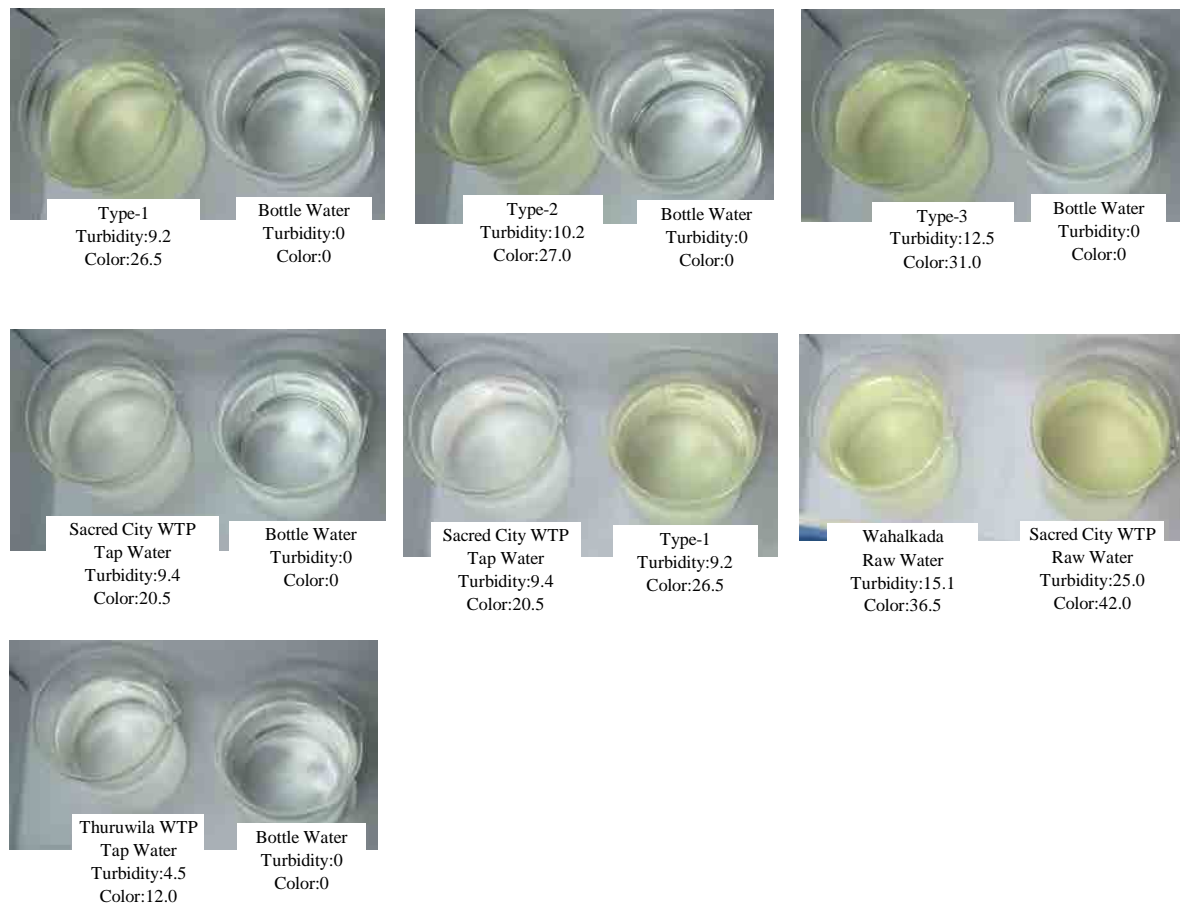 Type-1
Turbidity:9.2
Color:26.5
Bottle Water
Turbidity:0
Color:0
Type-2
Turbidity:10.2
Color:27.0
Bottle Water
Turbidity:0
Color:0
Type-3
Turbidity:12.5
Color:31.0
Bottle Water
Turbidity:0
Color:0
Sacred City WTP
Tap Water
Turbidity:9.4
Color:20.5
Bottle Water
Turbidity:0
Color:0
Sacred City WTP
Tap Water
Turbidity:9.4
Color:20.5
Type-1
Turbidity:9.2
Color:26.5
Wahalkada
Raw Water
Turbidity:15.1
Color:36.5
Sacred City WTP
Raw Water
Turbidity:25.0
Color:42.0
Thuruwila WTP
Tap Water
Turbidity:4.5
Color:12.0
Bottle Water
Turbidity:0
Color:0